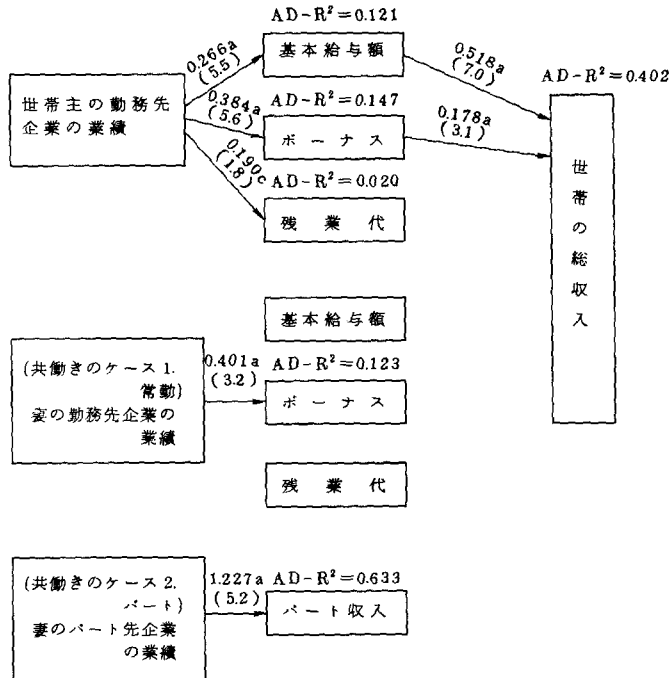 AD-R²=0.121
0.266a
(5.5)
基本給与額
0.518a
(7.0)
AD-R²=0.402
世帯主の勤務先
企業の業績
0.384a
(5.6)
AD-R²=0.147
ボーナス
0.178a
(3.1)
世帯の総収入
0.190c
(1.8)
AD-R²=0.020
残業代
基本給与額
(共働きのケース1.
常勤)
妻の勤務先企業の
業績
0.401a
(3.2)
AD-R²=0.123
ボーナス
残業代
(共働きのケース2.
パート)
妻のパート先企業
の業績
1.227a
(5.2)
AD-R²=0.633
パート収入